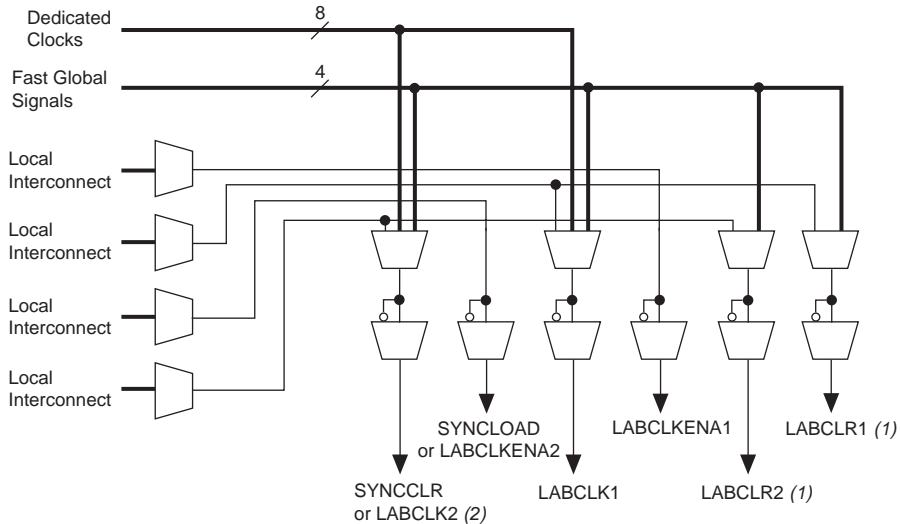 Dedicated
Clocks
8
Fast Global
Signals
4
Local
Interconnect
Local
Interconnect
Local
Interconnect
Local
Interconnect
SYNCLOAD
or LABCLKENA2
LABCLKENA1
LABCLR1 (1)
SYNCCLR
or LABCLK2 (2)
LABCLK1
LABCLR2 (1)